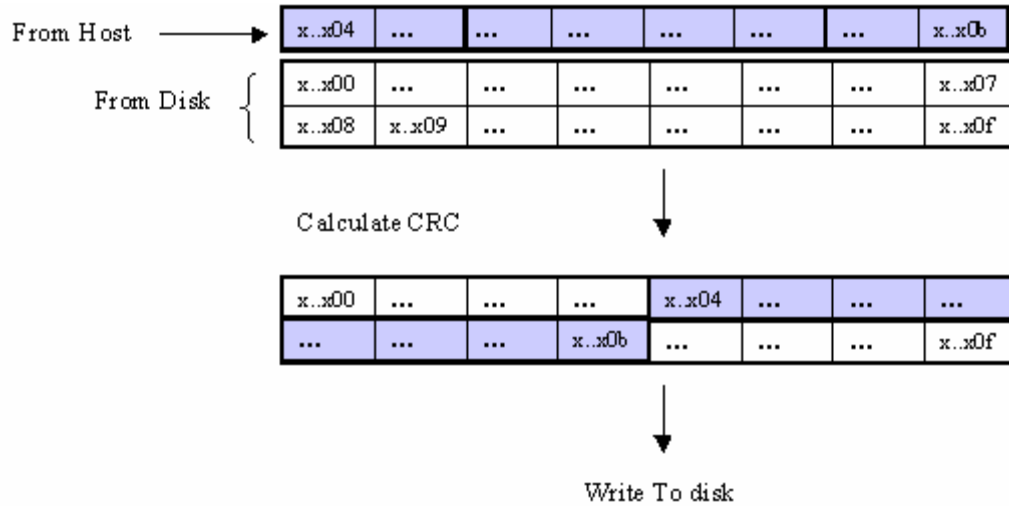 From Host x..x04 ... ... ... ... ... ... x..x0b
From Disk
x..x00 ... ... ... ... ... ... x..x07
x..x08 x..x09 ... ... ... ... ... x..x0f
Calculate CRC
x..x00 ... ... ... x..x04 ... ... ...
... ... ... x..x0b ... ... ... x..x0f
Write To disk